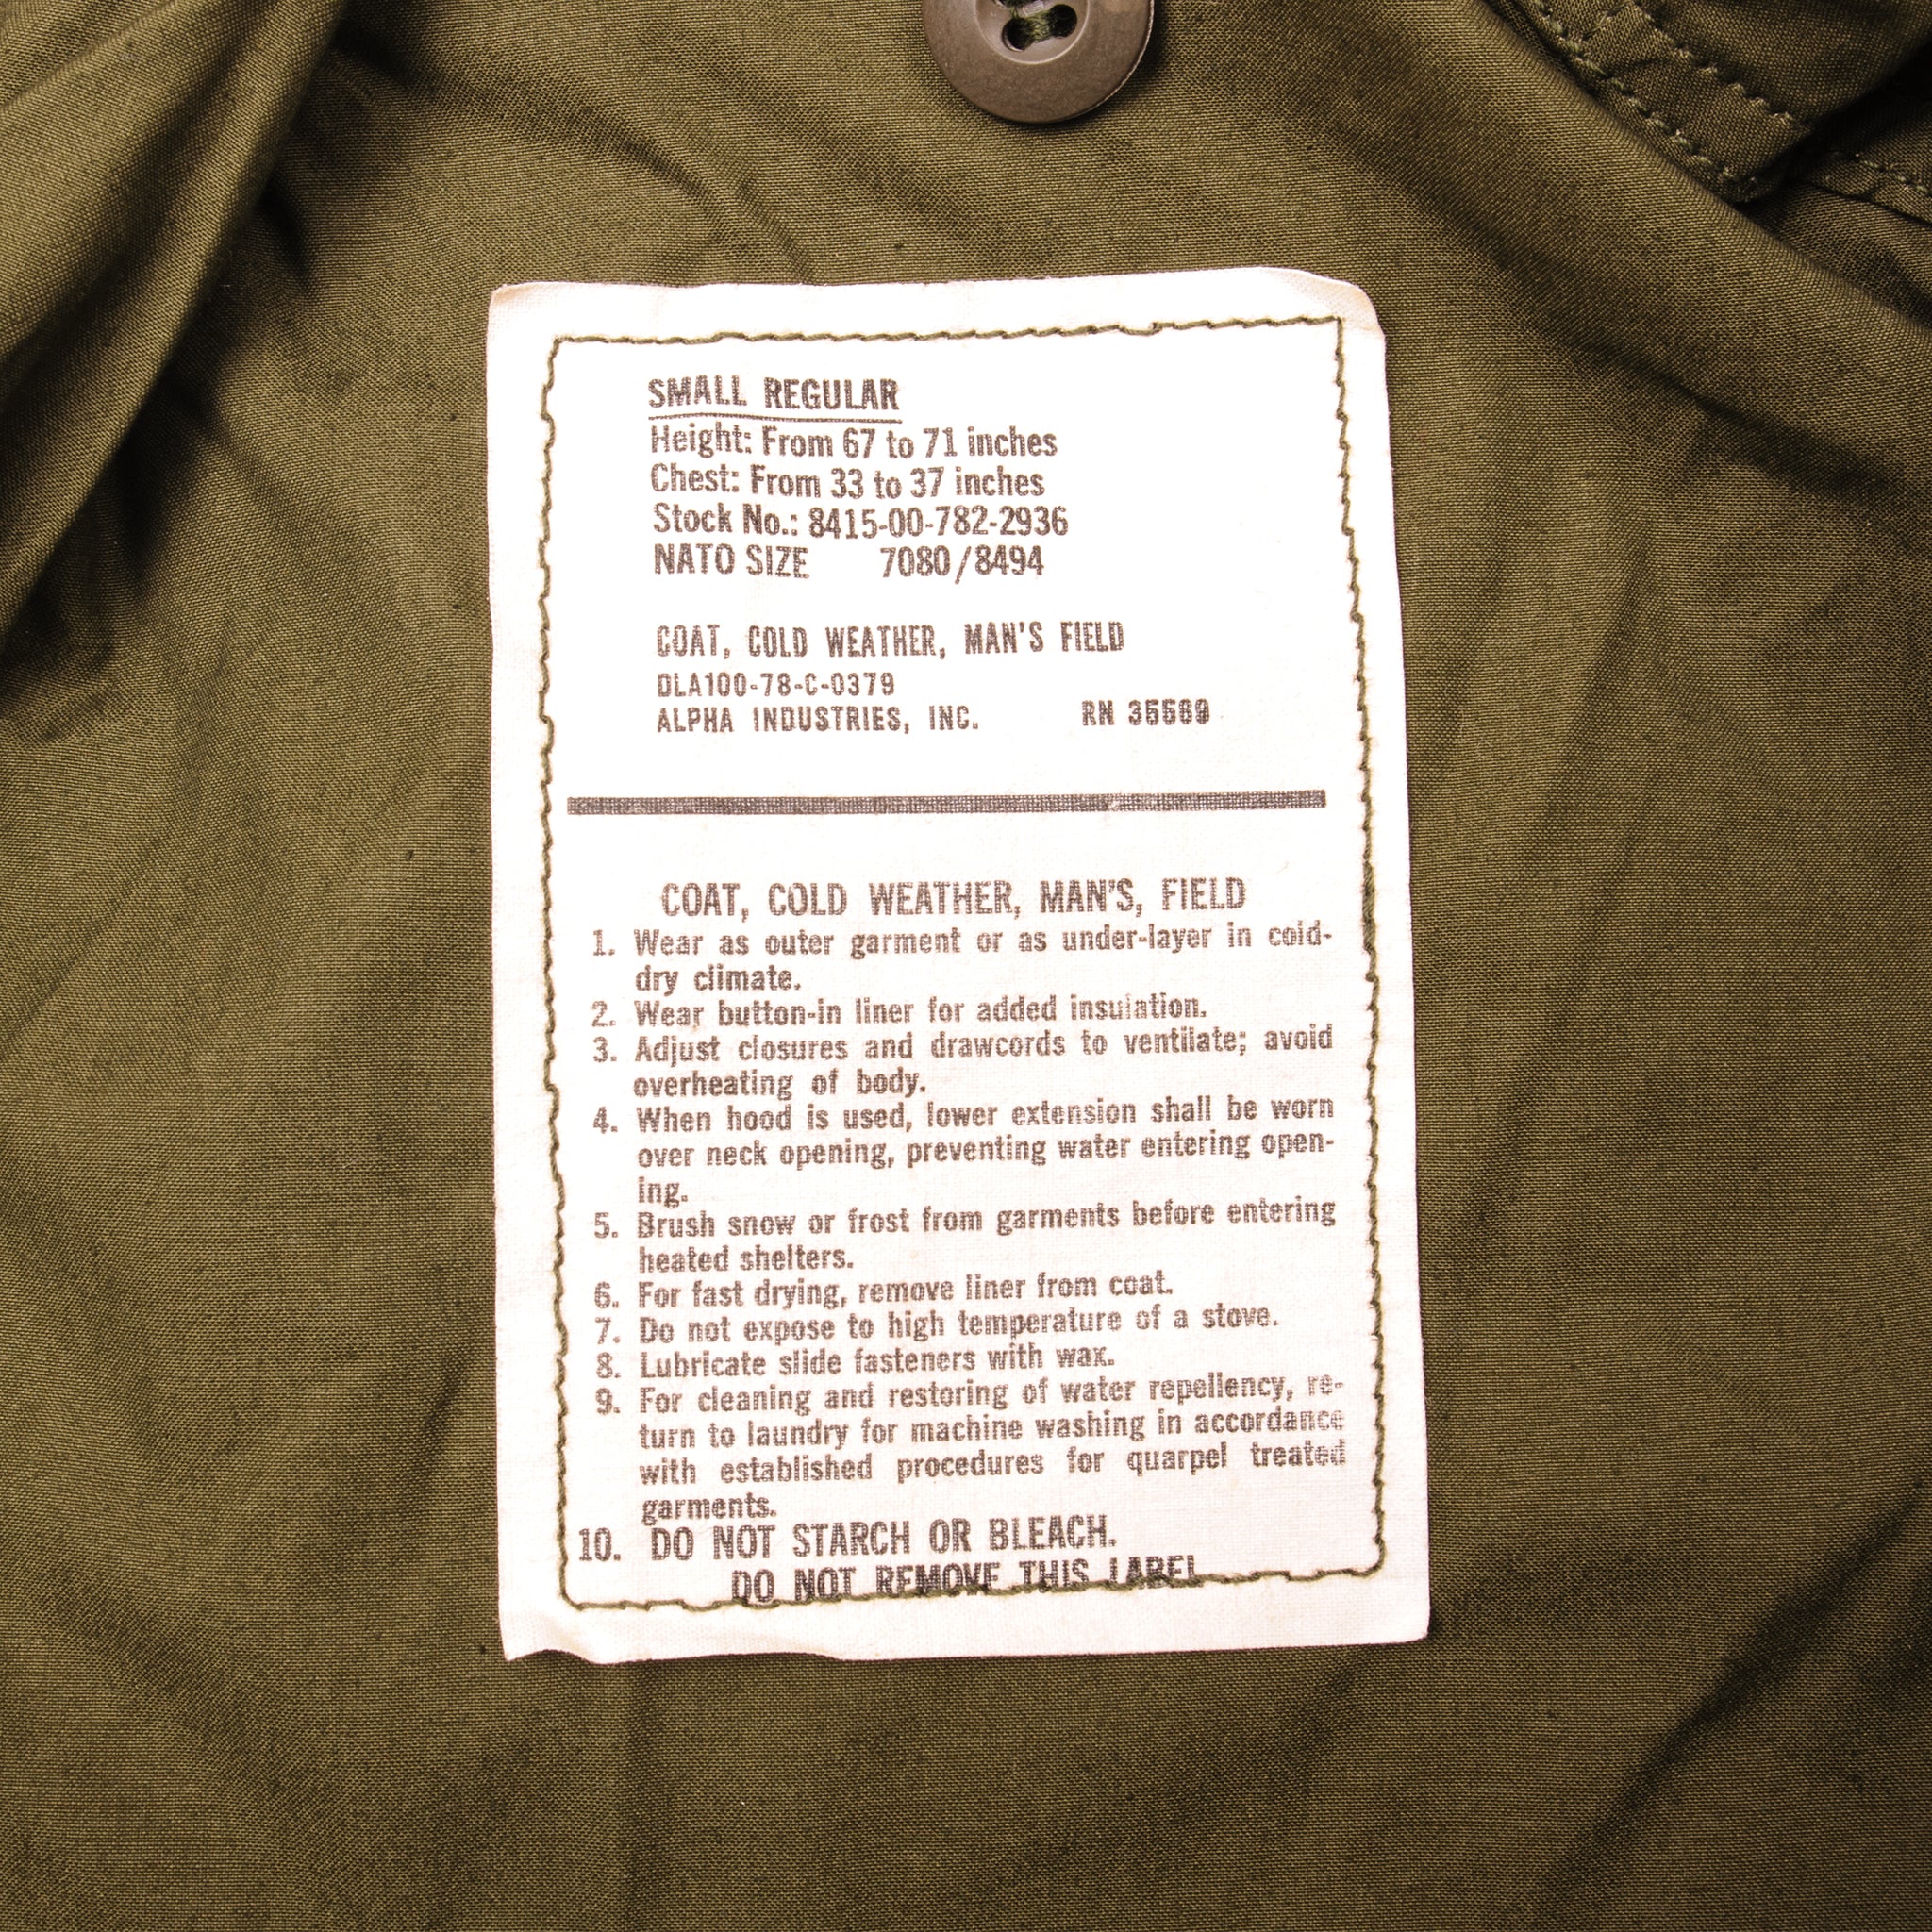 SMALL REGULAR
Height: From 67 to 71 inches
Chest: From 33 to 37 inches
Stock No.: 8415-00-782-2936
NATO SIZE 7080/8494
COAT, COLD WEATHER, MAN'S FIELD
DLA100-78-C-0379
ALPHA INDUSTRIES, INC. RN 35569
COAT, COLD WEATHER, MAN'S, FIELD
1. Wear as outer garment or as under-layer in cold-
dry climate.
2. Wear button-in liner for added insulation.
3. Adjust closures and drawcords to ventilate; avoid
overheating of body.
4. When hood is used, lower extension shall be worn
over neck opening, preventing water entering open-
ing.
5. Brush snow or frost from garments before entering
heated shelters.
6. For fast drying, remove liner from coat.
7. Do not expose to high temperature of a stove.
8. Lubricate slide fasteners with wax.
9. For cleaning and restoring of water repellency, re-
turn to laundry for machine washing in accordance
with established procedures for quarpel treated
garments.
10. DO NOT STARCH OR BLEACH.
DO NOT REMOVE THIS LABEL